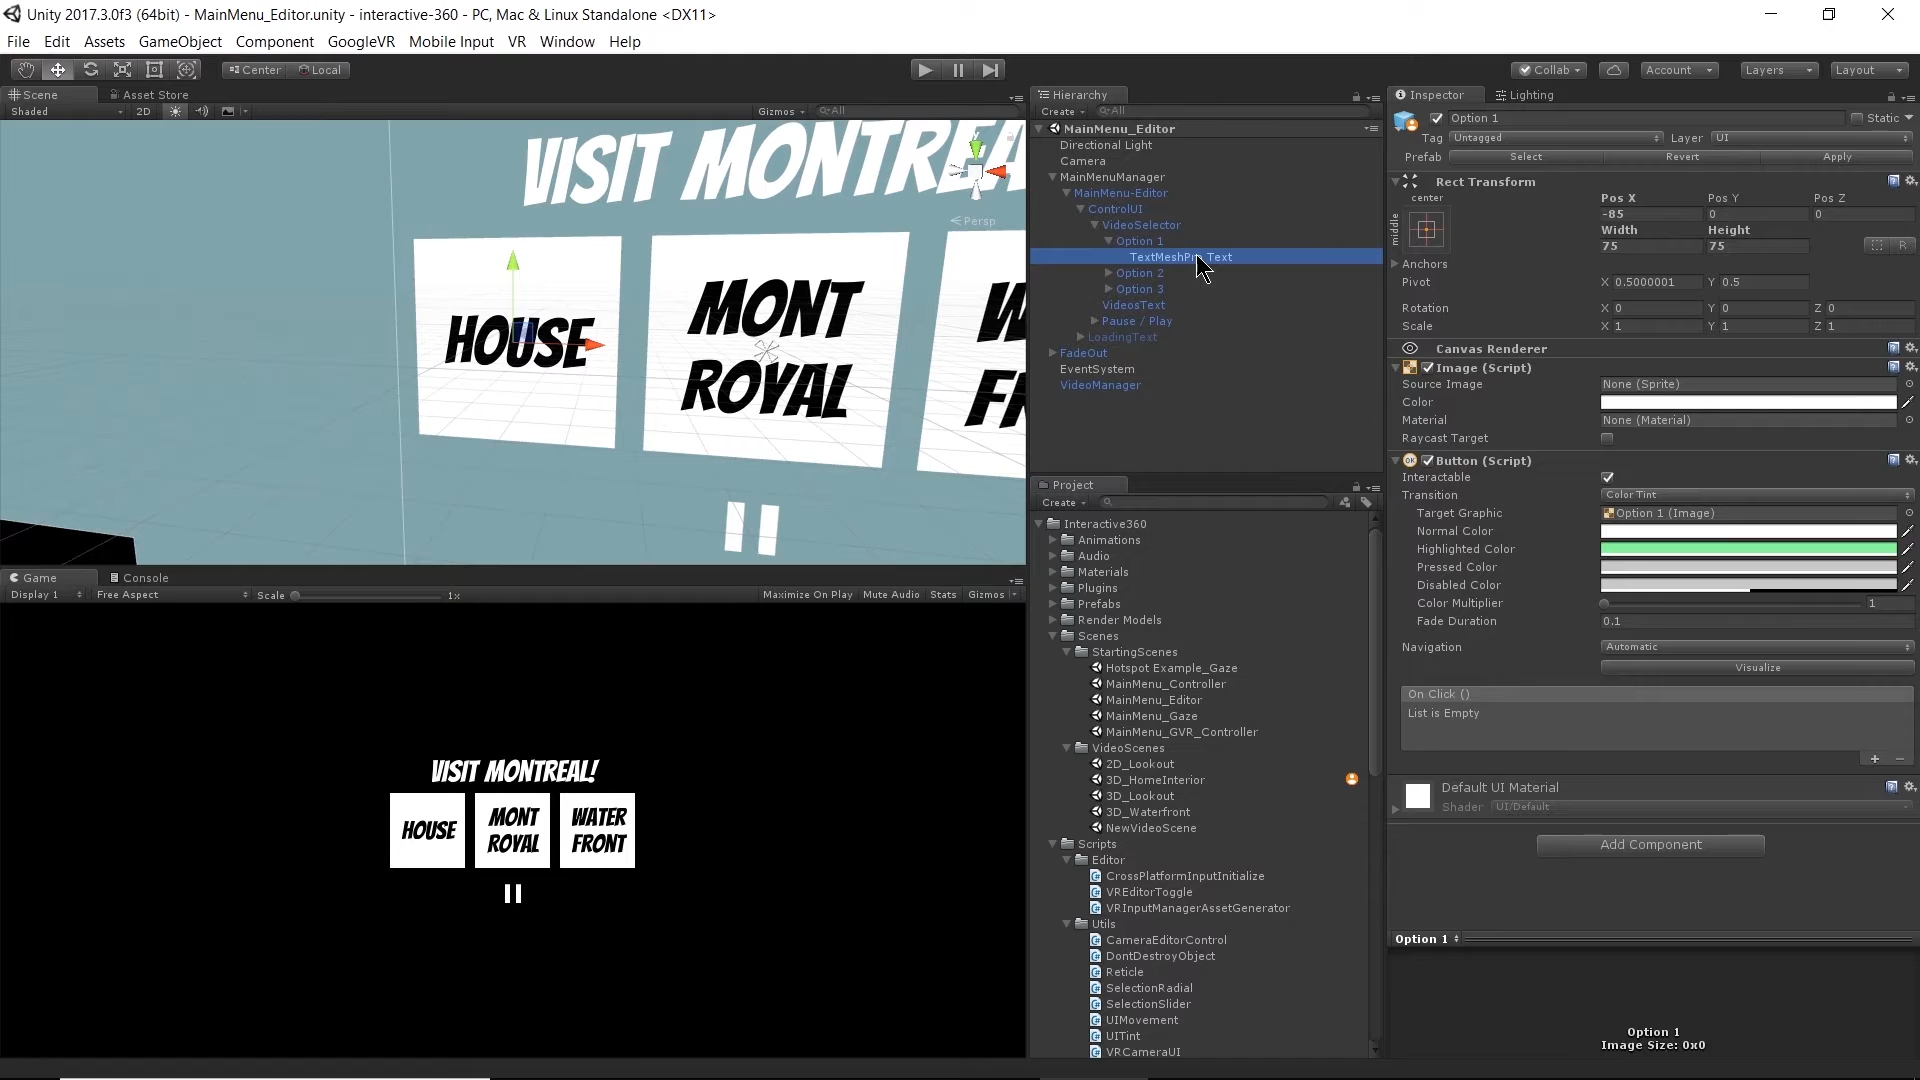 Unity 2017.3.0f3 (64bit) - MainMenu_Editor.unity - interactive-360 - PC, Mac & Linux Standalone <DX11>
File Edit Assets GameObject Component GoogleVR Mobile Input VR Window Help
Center Local Collab Account Layers Layout
Scene Asset Store
Shaded 2D Gizmos All
VISIT MONTREA
Persp
HOUSE
MONT
ROYAL
Game Console
Display 1 Free Aspect Scale 1x Maximize On Play Mute Audio Stats Gizmos
VISIT MONTREAL!
HOUSE
MONT
ROYAL
WATER
FRONT
Hierarchy
Create All
MainMenu_Editor
Directional Light
Camera
MainMenuManager
MainMenu-Editor
ControlUI
VideoSelector
Option 1
TextMeshPro Text
Option 2
Option 3
VideosText
Pause / Play
LoadingText
FadeOut
EventSystem
VideoManager
Project
Create
Interactive360
Animations
Audio
Materials
Plugins
Prefabs
Render Models
Scenes
StartingScenes
Hotspot Example_Gaze
MainMenu_Controller
MainMenu_Editor
MainMenu_Gaze
MainMenu_GVR_Controller
VideoScenes
2D_Lookout
3D_HomeInterior
3D_Lookout
3D_Waterfront
NewVideoScene
Scripts
Editor
CrossPlatformInputInitialize
VREditorToggle
VRInputManagerAssetGenerator
Utils
CameraEditorControl
DontDestroyObject
Reticle
SelectionRadial
SelectionSlider
UIMovement
UITint
VRCameraUI
Inspector Lighting
Option 1 Static
Tag Untagged Layer UI
Prefab Select Revert Apply
Rect Transform
center
middle
Pos X Pos Y Pos Z
-85 0 0
Width Height
75 75
R
Anchors
Pivot X 0.5000001 Y 0.5
Rotation X 0 Y 0 Z 0
Scale X 1 Y 1 Z 1
Canvas Renderer
Image (Script)
Source Image None (Sprite)
Color
Material None (Material)
Raycast Target
Button (Script)
Interactable
Transition Color Tint
Target Graphic Option 1 (Image)
Normal Color
Highlighted Color
Pressed Color
Disabled Color
Color Multiplier 1
Fade Duration 0.1
Navigation Automatic
Visualize
On Click ()
List is Empty
Default UI Material
Shader UI/Default
Add Component
Option 1
Option 1
Image Size: 0x0